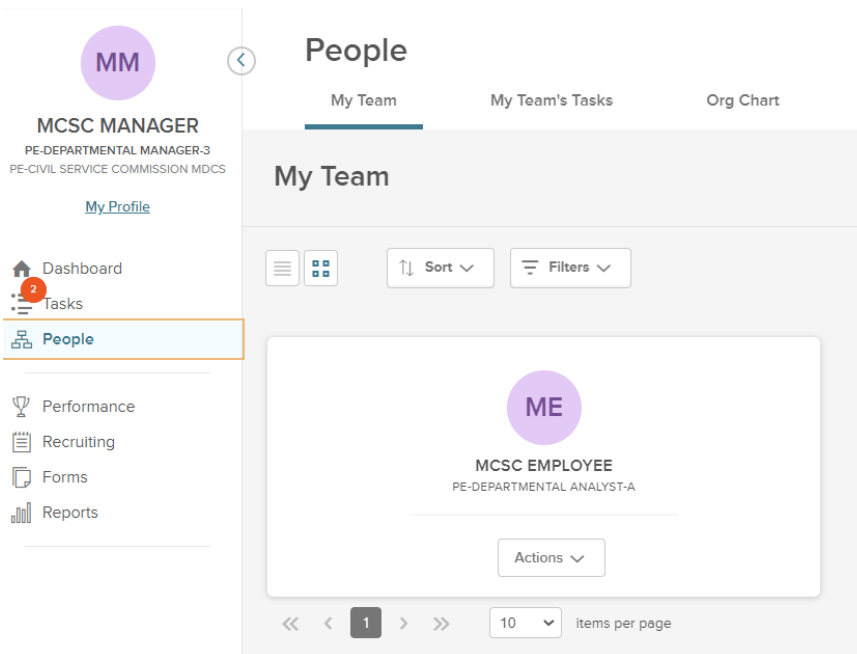 MM
MCSC MANAGER
PE-DEPARTMENTAL MANAGER-3
PE-CIVIL SERVICE COMMISSION MDCS
My Profile
Dashboard
2
Tasks
People
Performance
Recruiting
Forms
Reports
People
My Team My Team's Tasks Org Chart
My Team
Sort Filters
ME
MCSC EMPLOYEE
PE-DEPARTMENTAL ANALYST-A
Actions
1 10 items per page